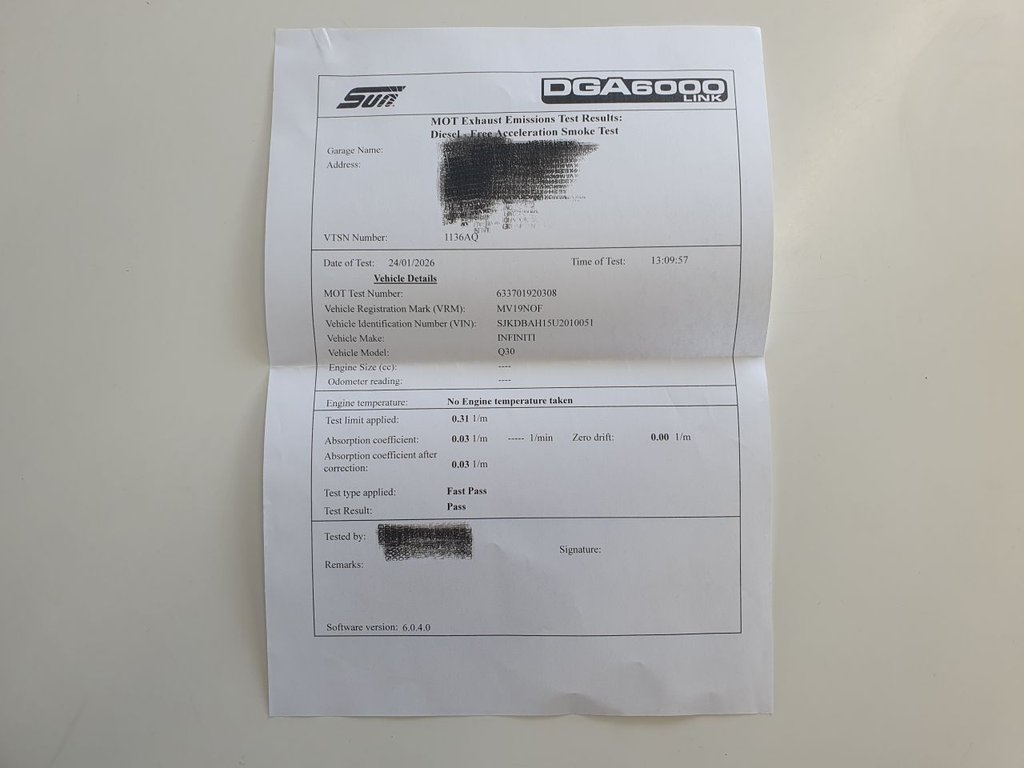 Sun
DGA6000
LINK
MOT Exhaust Emissions Test Results:
Diesel - Free Acceleration Smoke Test
Garage Name:
Address:
VTSN Number: 1136AQ
Date of Test: 24/01/2026 Time of Test: 13:09:57
Vehicle Details
MOT Test Number: 633701920308
Vehicle Registration Mark (VRM): MV19NOF
Vehicle Identification Number (VIN): SJKDBAH15U2010051
Vehicle Make: INFINITI
Vehicle Model: Q30
Engine Size (cc): ----
Odometer reading: ----
Engine temperature: No Engine temperature taken
Test limit applied: 0.31 1/m
Absorption coefficient: 0.03 1/m ----- 1/min Zero drift: 0.00 1/m
Absorption coefficient after
correction: 0.03 1/m
Test type applied: Fast Pass
Test Result: Pass
Tested by:
Signature:
Remarks:
Software version: 6.0.4.0